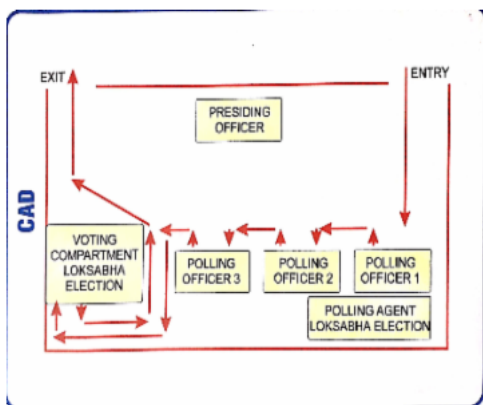 EXIT
ENTRY
PRESIDING
OFFICER
CAD
VOTING
COMPARTMENT
LOKSABHA
ELECTION
POLLING
OFFICER 3
POLLING
OFFICER 2
POLLING
OFFICER 1
POLLING AGENT
LOKSABHA ELECTION